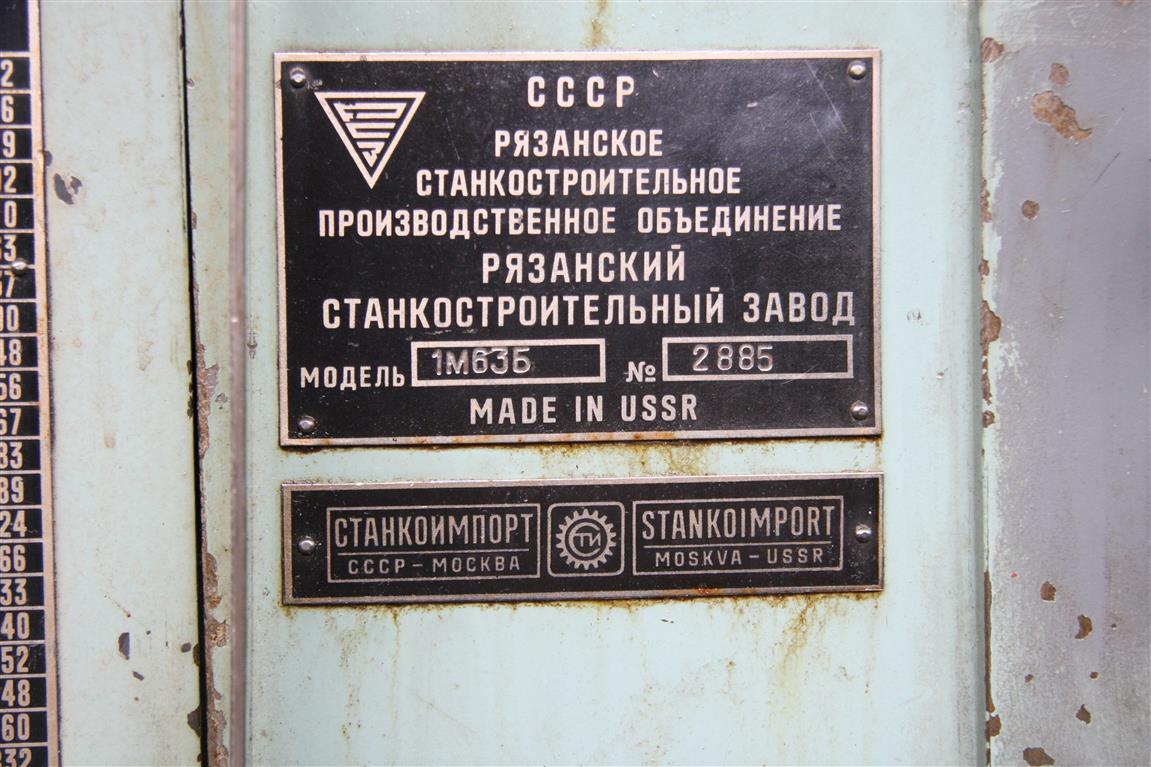 СССР
РЯЗАНСКОЕ
СТАНКОСТРОИТЕЛЬНОЕ
ПРОИЗВОДСТВЕННОЕ ОБЪЕДИНЕНИЕ
РЯЗАНСКИЙ
СТАНКОСТРОИТЕЛЬНЫЙ ЗАВОД
МОДЕЛЬ 1М63Б № 2885
MADE IN USSR
СТАНКОИМПОРТ
СССР – МОСКВА
СТИ
STANKOIMPORT
MOSKVA – USSR